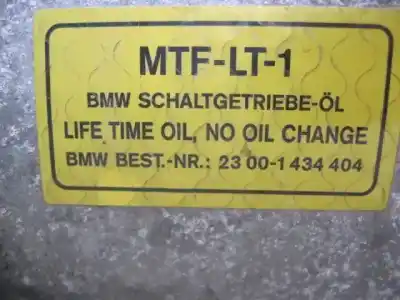 MTF-LT-1
BMW SCHALTGETRIEBE-ÖL
LIFE TIME OIL, NO OIL CHANGE
BMW BEST.-NR.: 23 00-1 434 404